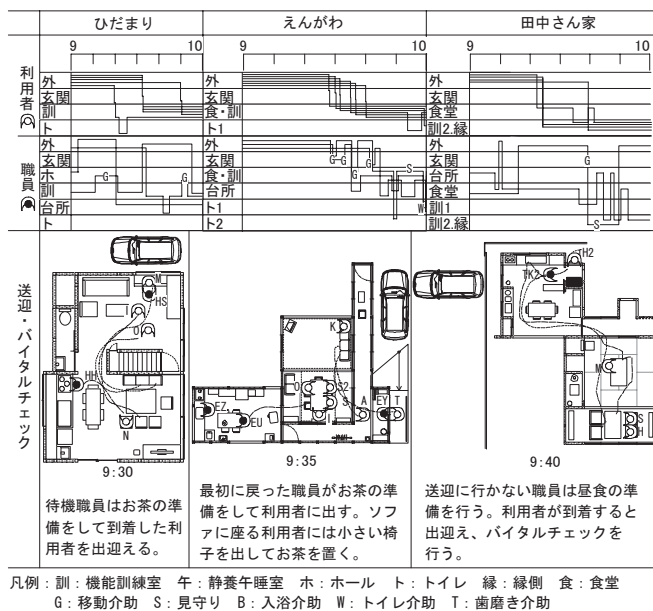 ひだまり えんがわ 田中さん家
9 10 9 10 9 10
利用者
外
玄関
訓
ト
外
玄関
食・訓
ト1
外
玄関
食堂
訓2.縁
職員
外
玄関
ホ
訓
台所
ト
G
G
外
玄関
食・訓
台所
ト1
ト2
G G
G
G
S
W
外
玄関
台所
食堂
訓1
訓2.縁
G
S
送迎・バイタルチェック
M
HS
I
O
HH
N
9:30
K
O
S2
S
I
A
EY
T
EZ
EU
9:35
TH2
TK2
M
S
H
9:40
待機職員はお茶の準
備をして到着した利
用者を出迎える。
最初に戻った職員がお茶の準
備をして利用者に出す。ソフ
ァに座る利用者には小さい椅
子を出してお茶を置く。
送迎に行かない職員は昼食の準
備を行う。利用者が到着すると
出迎え、バイタルチェックを
行う。
凡例：訓：機能訓練室 午：静養午睡室 ホ：ホール ト：トイレ 縁：縁側 食：食堂
G：移動介助 S：見守り B：入浴介助 W：トイレ介助 T：歯磨き介助